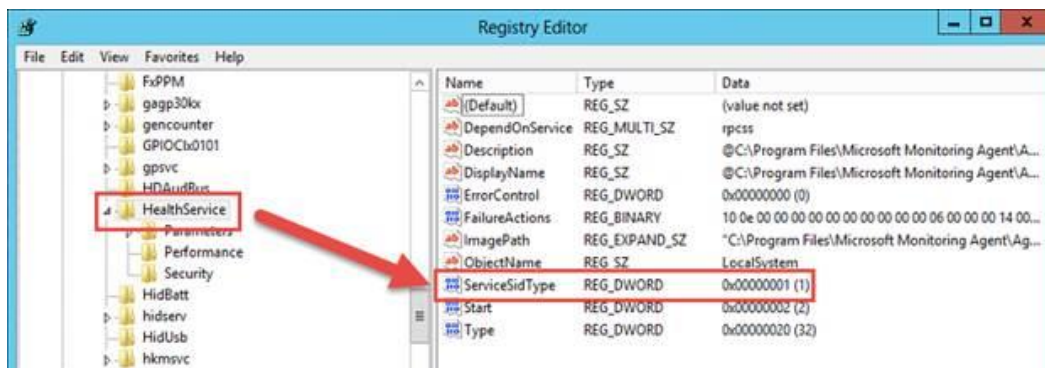 Registry Editor
File Edit View Favorites Help
FxPPM
gagp30kx
gencounter
GPIOClx0101
gpsvc
HDAudBus
HealthService
Parameters
Performance
Security
HidBatt
hidserv
HidUsb
hkmsvc
Name Type Data
(Default) REG_SZ (value not set)
DependOnService REG_MULTI_SZ rpcss
Description REG_SZ @C:\Program Files\Microsoft Monitoring Agent\A...
DisplayName REG_SZ @C:\Program Files\Microsoft Monitoring Agent\A...
ErrorControl REG_DWORD 0x00000000 (0)
FailureActions REG_BINARY 10 0e 00 00 00 00 00 00 00 00 00 00 06 00 00 00 14 00...
ImagePath REG_EXPAND_SZ "C:\Program Files\Microsoft Monitoring Agent\Ag...
ObjectName REG_SZ LocalSystem
ServiceSidType REG_DWORD 0x00000001 (1)
Start REG_DWORD 0x00000002 (2)
Type REG_DWORD 0x00000020 (32)